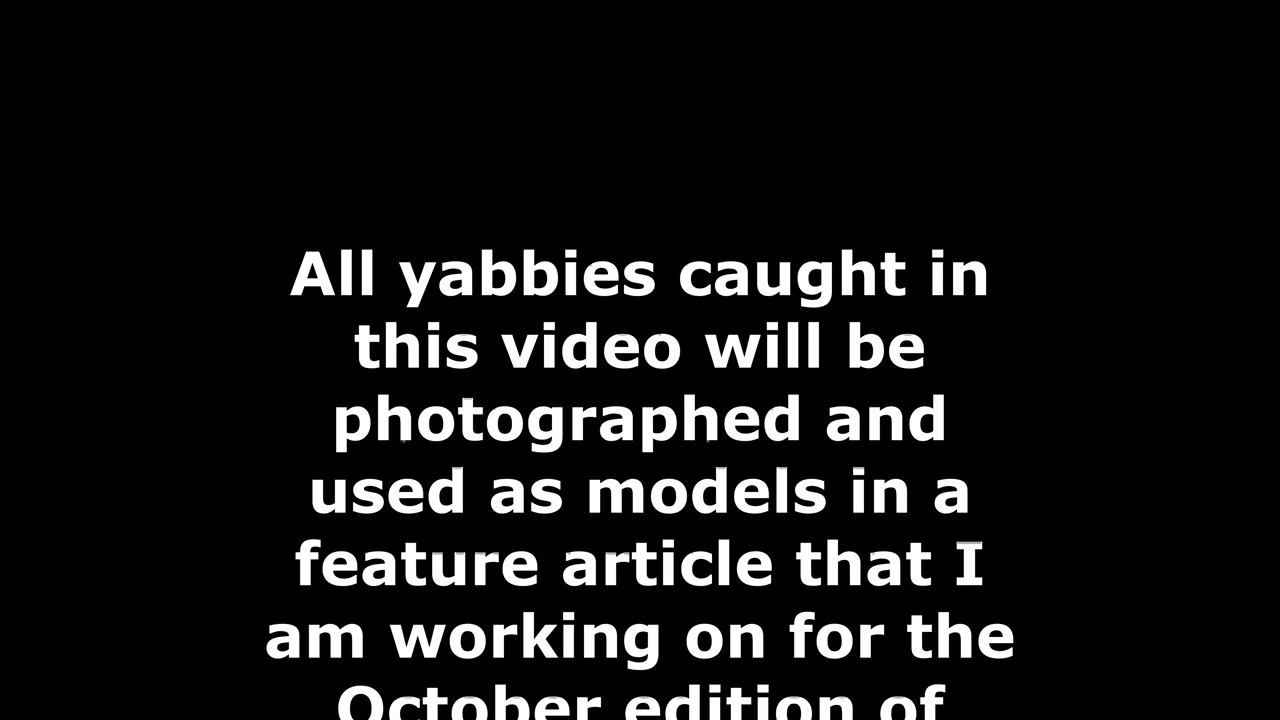 All yabbies caught in
this video will be
photographed and
used as models in a
feature article that I
am working on for the
October edition of